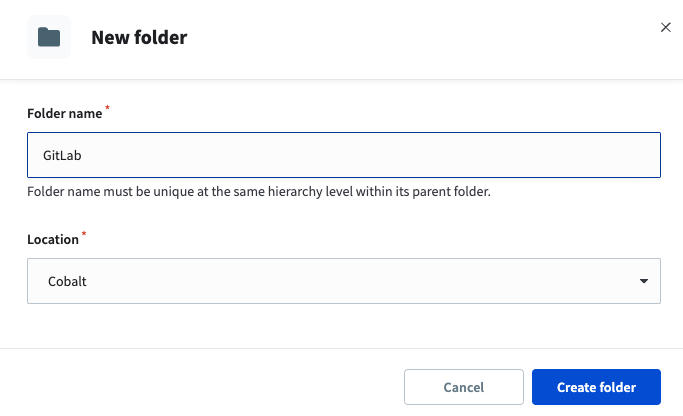 New folder
Folder name *
GitLab
Folder name must be unique at the same hierarchy level within its parent folder.
Location *
Cobalt
Cancel
Create folder